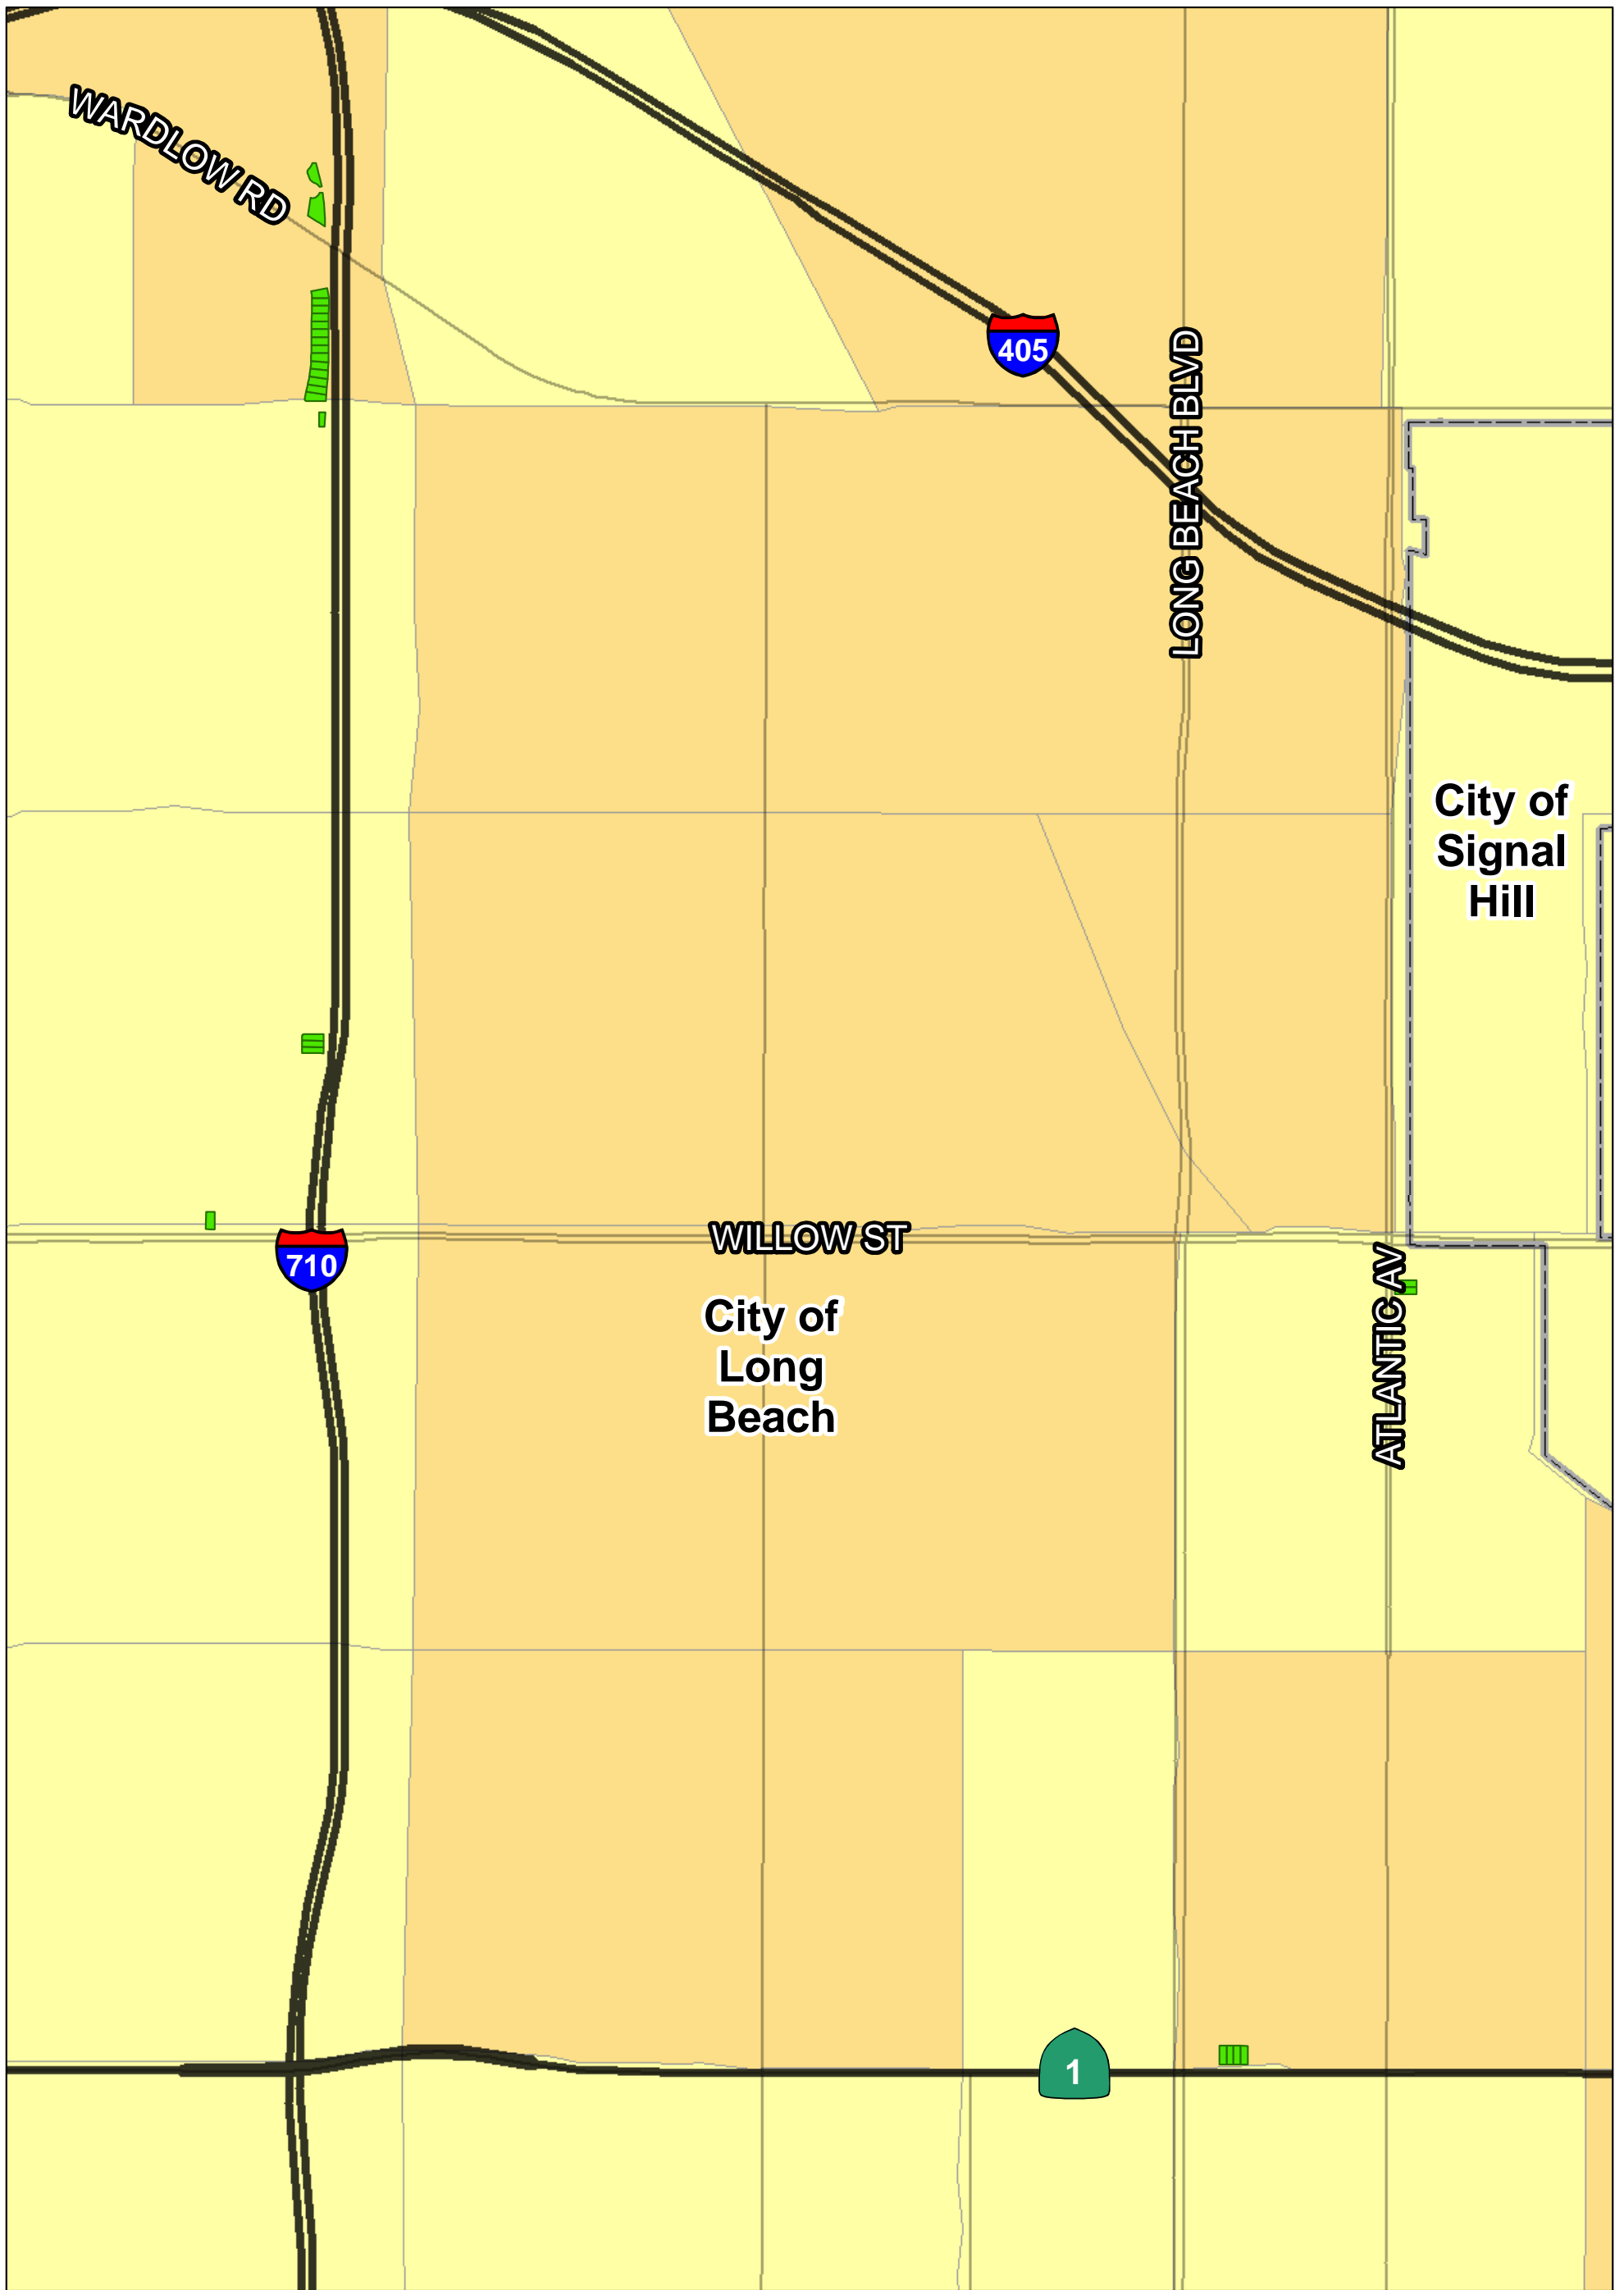 WARDLOW RD
405
LONG BEACH BLVD
City of
Signal
Hill
WILLOW ST
710
City of
Long
Beach
ATLANTIC AV
1